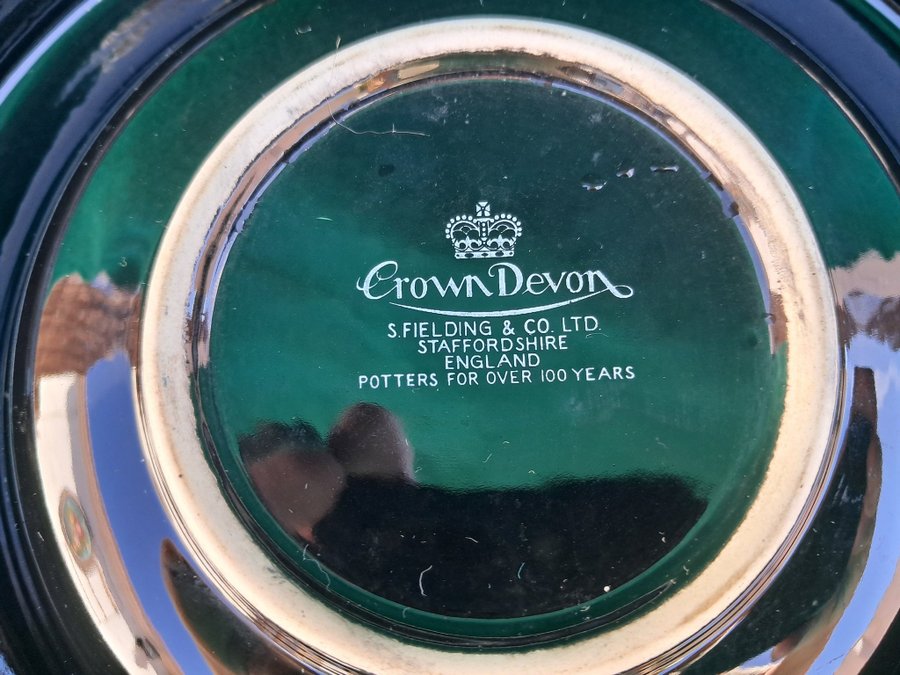 Crown Devon
S.FIELDING & CO. LTD.
STAFFORDSHIRE
ENGLAND
POTTERS FOR OVER 100 YEARS